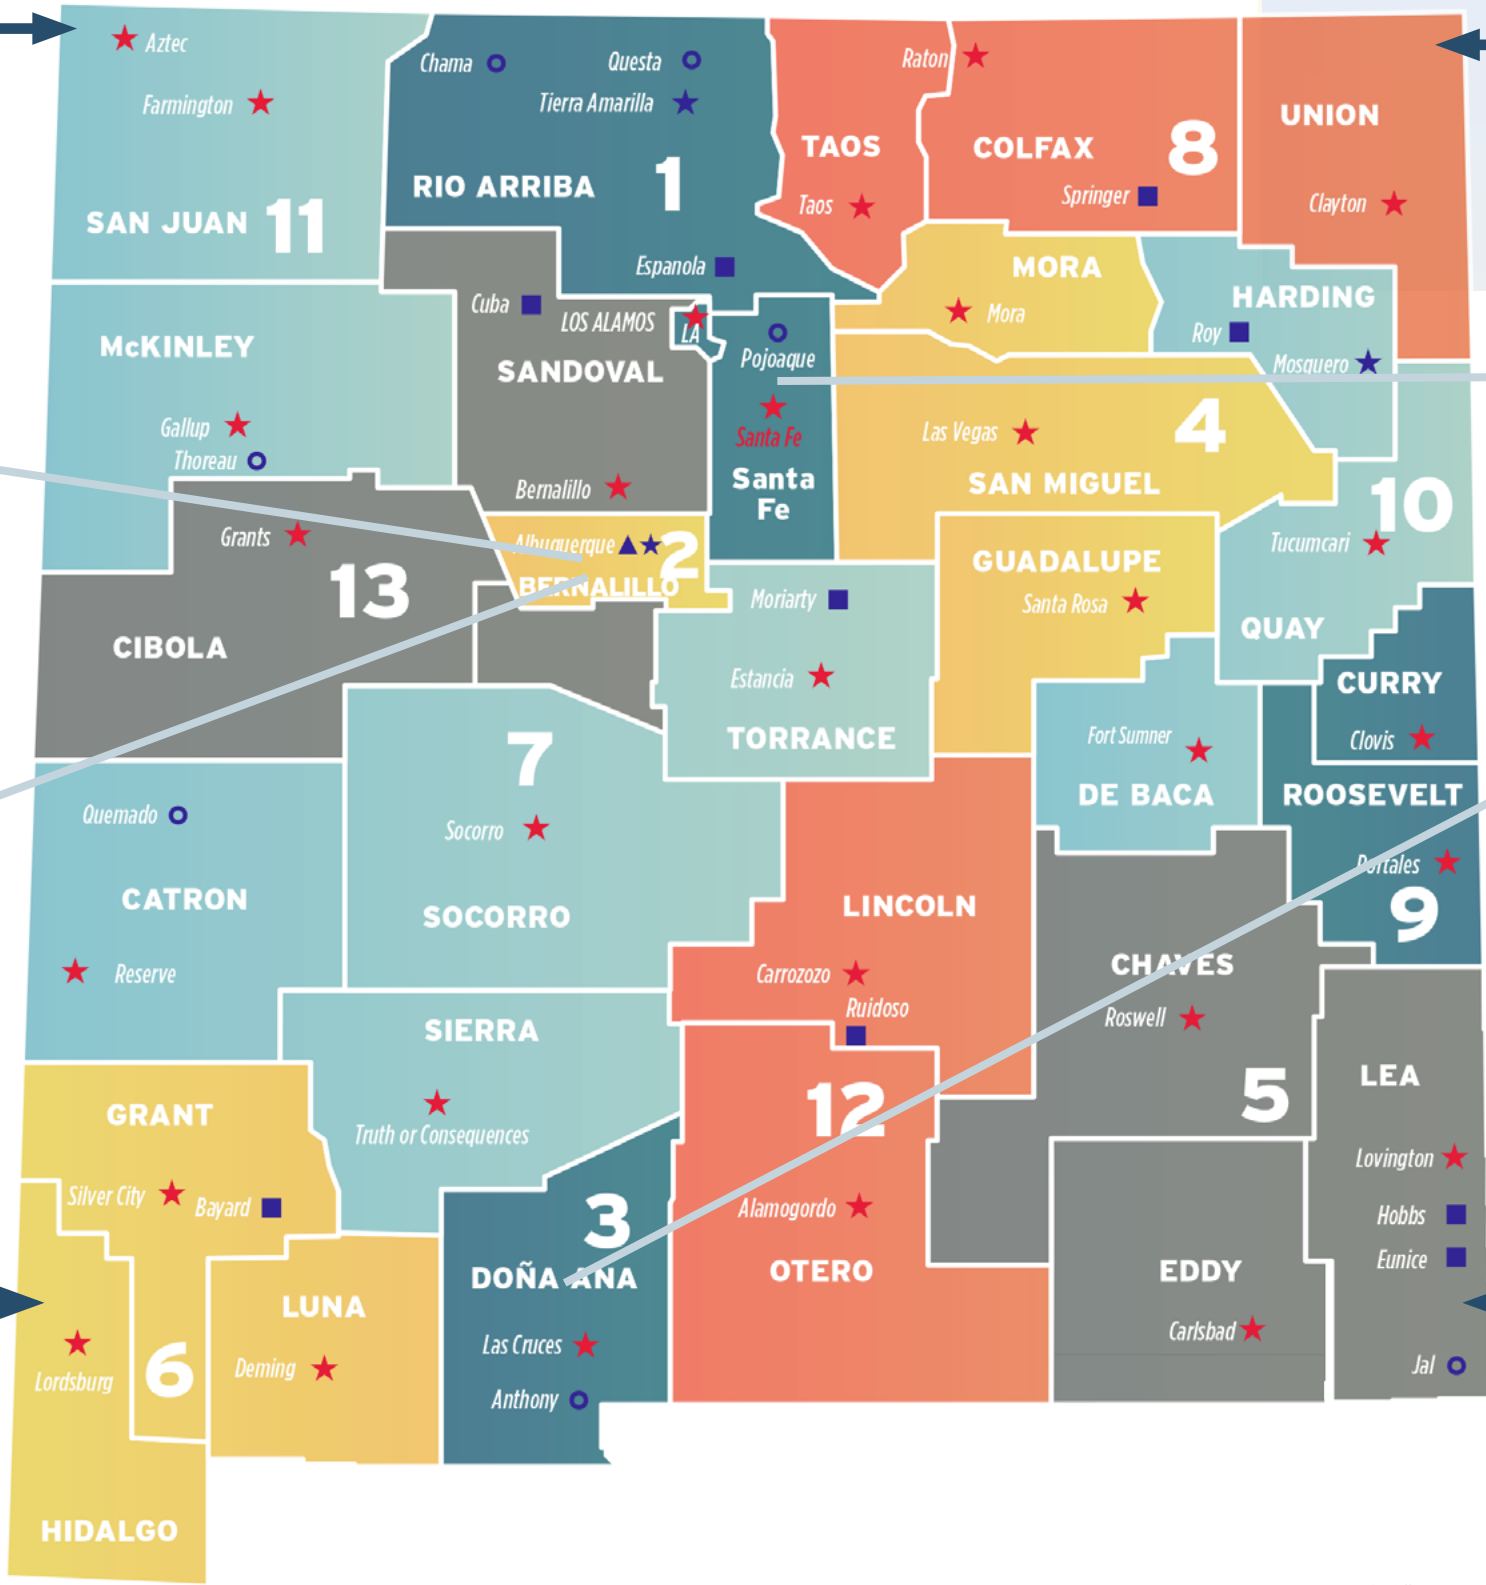 Aztec
Farmington
SAN JUAN 11
Chama
Questa
Tierra Amarilla
RIO ARRIBA 1
Espanola
TAOS
Taos
Raton
COLFAX 8
Springer
UNION
Clayton
McKINLEY
Gallup
Thoreau
Cuba
LOS ALAMOS
LA
SANDOVAL
Bernalillo
Pojoaque
Santa Fe
Santa
Fe
MORA
Mora
HARDING
Roy
Mosquero
Las Vegas
4
SAN MIGUEL
10
Tucumcari
QUAY
Grants
13
CIBOLA
Albuquerque
2
BERNALILLO
Moriarty
Estancia
TORRANCE
GUADALUPE
Santa Rosa
CURRY
Clovis
Fort Sumner
DE BACA
ROOSEVELT
Portales
9
7
Socorro
SOCORRO
Quemado
CATRON
Reserve
LINCOLN
Carrozozo
Ruidoso
CHAVES
Roswell
5
SIERRA
Truth or Consequences
GRANT
Silver City
Bayard
12
Alamogordo
OTERO
LEA
Lovington
Hobbs
Eunice
Jal
EDDY
Carlsbad
3
DOÑA ANA
Las Cruces
Anthony
LUNA
Deming
6
Lordsburg
HIDALGO